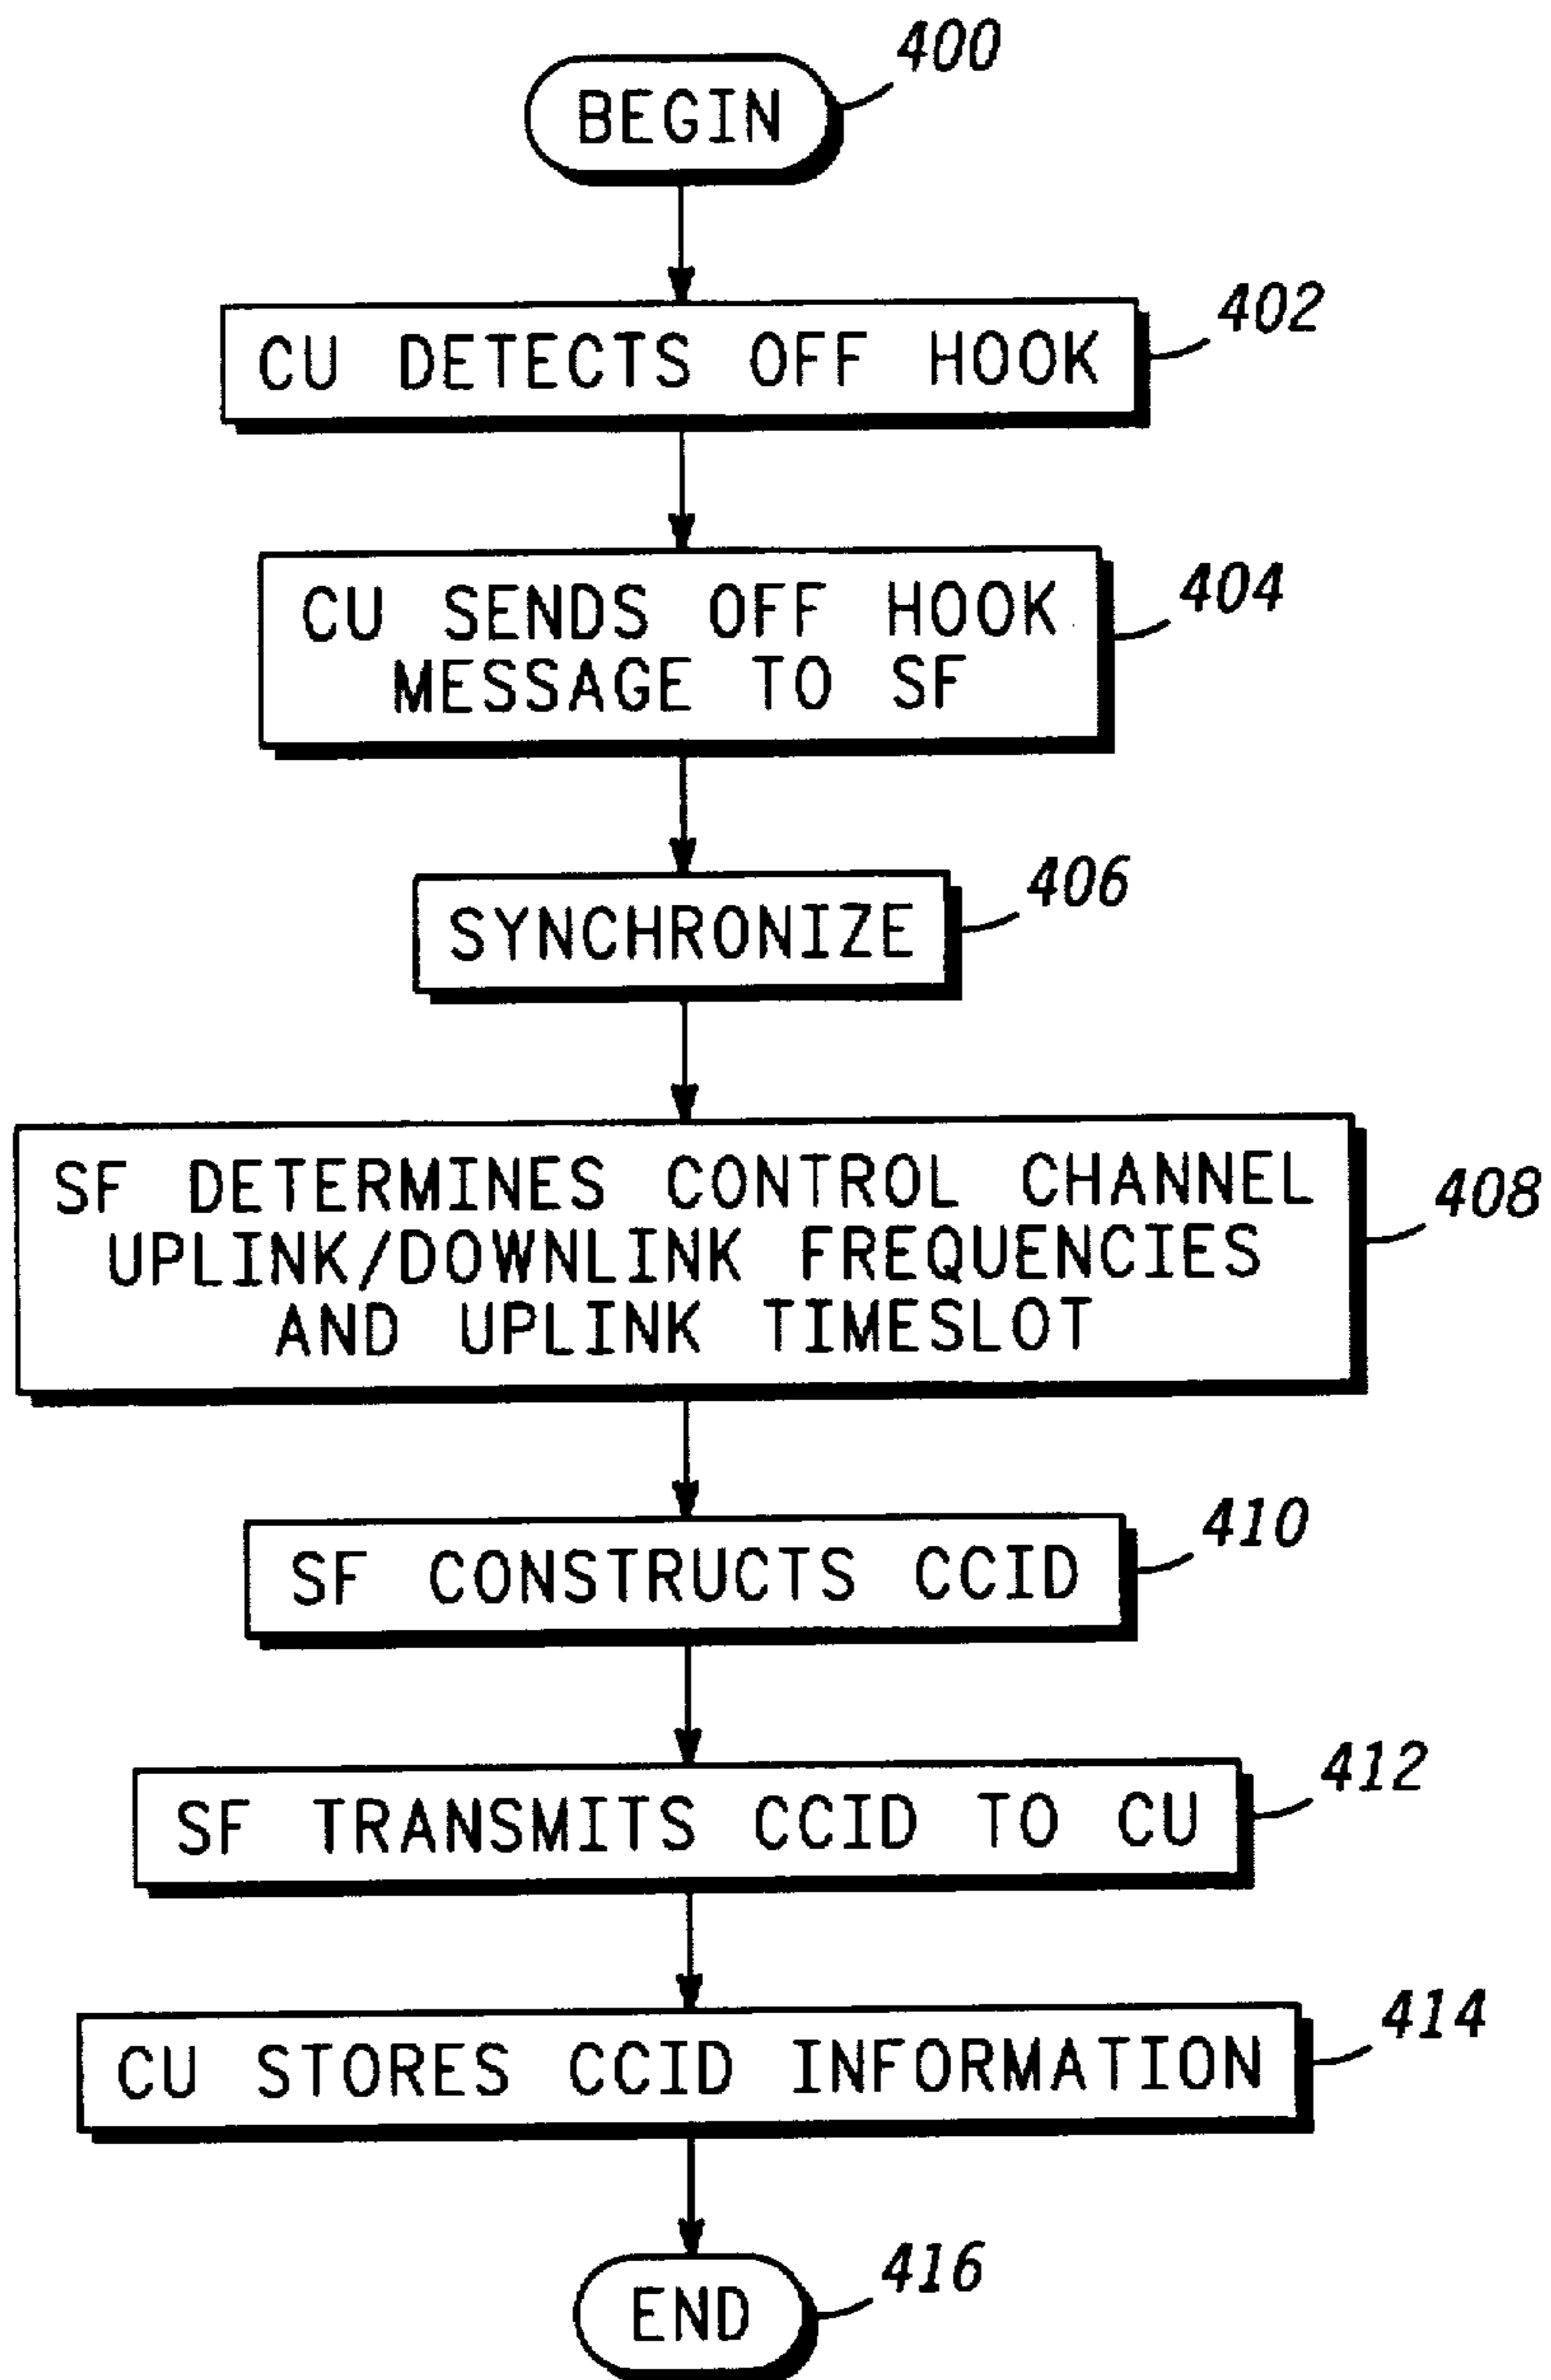 400
BEGIN
402
CU DETECTS OFF HOOK
404
CU SENDS OFF HOOK
MESSAGE TO SF
406
SYNCHRONIZE
408
SF DETERMINES CONTROL CHANNEL
UPLINK/DOWNLINK FREQUENCIES
AND UPLINK TIMESLOT
410
SF CONSTRUCTS CCID
412
SF TRANSMITS CCID TO CU
414
CU STORES CCID INFORMATION
416
END